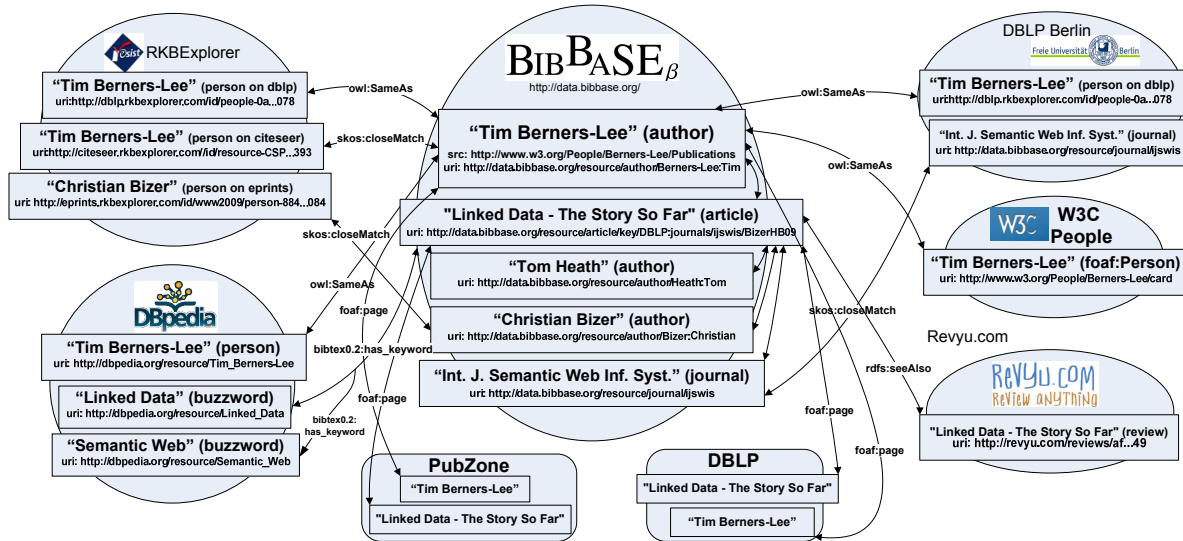 esist
RKBExplorer
"Tim Berners-Lee" (person on dblp)
uri:http://dblp.rkbexplorer.com/id/people-0a...078
"Tim Berners-Lee" (person on citeseer)
uri:http://citeseer.rkbexplorer.com//id/resource-CSP...393
"Christian Bizer" (person on eprints)
uri: http://eprints.rkbexplorer.com/id/www2009/person-884...084
DBpedia
"Tim Berners-Lee" (person)
uri: http://dbpedia.org/resource/Tim_Berners-Lee
"Linked Data" (buzzword)
uri: http://dbpedia.org/resource/Linked_Data
"Semantic Web" (buzzword)
uri: http://dbpedia.org/resource/Semantic_Web
owl:SameAs
skos:closeMatch
skos:closeMatch
owl:SameAs
foaf:page
bibtex0.2:has_keyword
foaf:page
bibtex0.2:
has_keyword
BIBBASEβ
http://data.bibbase.org/
"Tim Berners-Lee" (author)
src: http://www.w3.org/People/Berners-Lee/Publications
uri: http://data.bibbase.org/resource/author/Berners-Lee:Tim
"Linked Data - The Story So Far" (article)
uri: http://data.bibbase.org/resource/article/key/DBLP:journals/ijswis/BizerHB09
"Tom Heath" (author)
uri: http://data.bibbase.org/resource/author/Heath:Tom
"Christian Bizer" (author)
uri: http://data.bibbase.org/resource/author/Bizer:Christian
"Int. J. Semantic Web Inf. Syst." (journal)
uri: http://data.bibbase.org/resource/journal/ijswis
PubZone
"Tim Berners-Lee"
"Linked Data - The Story So Far"
DBLP
"Linked Data - The Story So Far"
"Tim Berners-Lee"
owl:SameAs
owl:SameAs
skos:closeMatch
rdfs:seeAlso
foaf:page
foaf:page
DBLP Berlin
Freie Universität Berlin
"Tim Berners-Lee" (person on dblp)
uri:http://dblp.rkbexplorer.com/id/people-0a...078
"Int. J. Semantic Web Inf. Syst." (journal)
uri: http://data.bibbase.org/resource/journal/ijswis
W3C
W3C
People
"Tim Berners-Lee" (foaf:Person)
uri: http://www.w3.org/People/Berners-Lee/card
Revyu.com
ReVYu.COM
Review Anything
"Linked Data - The Story So Far" (review)
uri: http://revyu.com/reviews/af...49